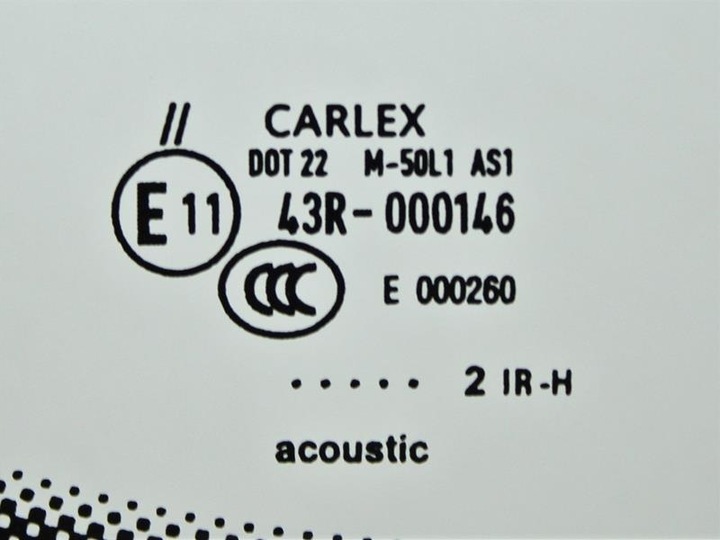 //
CARLEX
DOT 22 M-50L1 AS1
E 11 43R-000146
CCC E 000260
..... 2 IR-H
acoustic